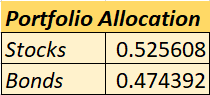 Portfolio Allocation
Stocks 0.525608
Bonds 0.474392